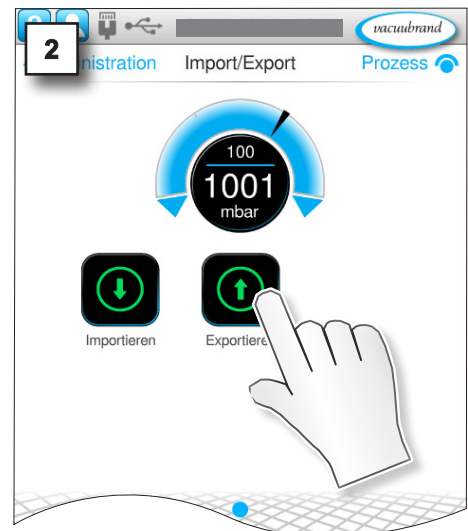 vacuubrand
2
Import/Export
Prozess
100
1001
mbar
Importieren